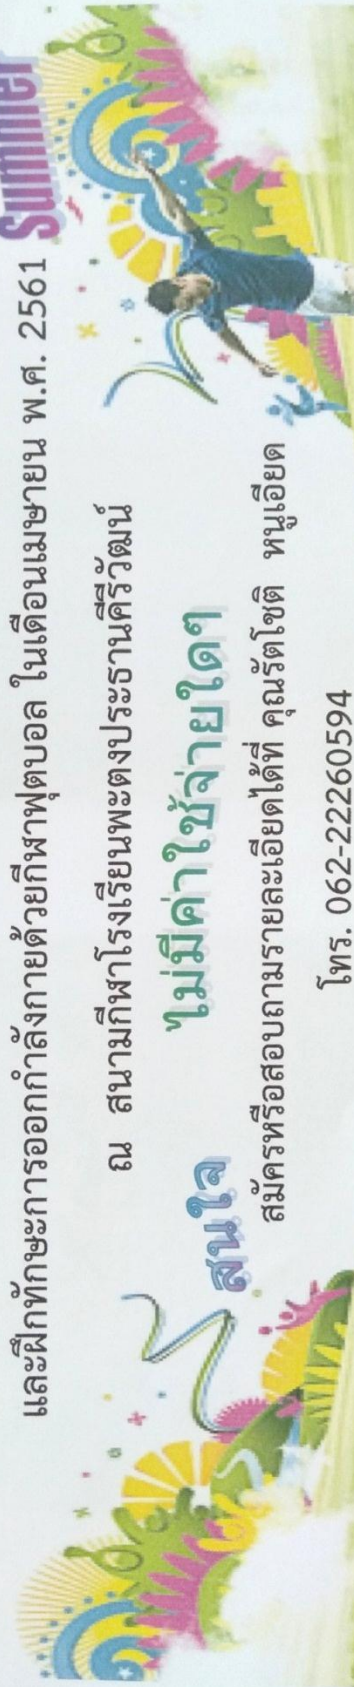 Summer
และฝึกทักษะการออกกำลังกายด้วยกีฬาฟุตบอล ในเดือนเมษายน พ.ศ. 2561
ณ สนามกีฬาโรงเรียนพะตงประธานคีรีวัฒน์
ไม่มีค่าใช้จ่ายใดๆ
สนใจ
สมัครหรือสอบถามรายละเอียดได้ที่ คุณรัตโชติ หนูเอียด
โทร. 062-22260594